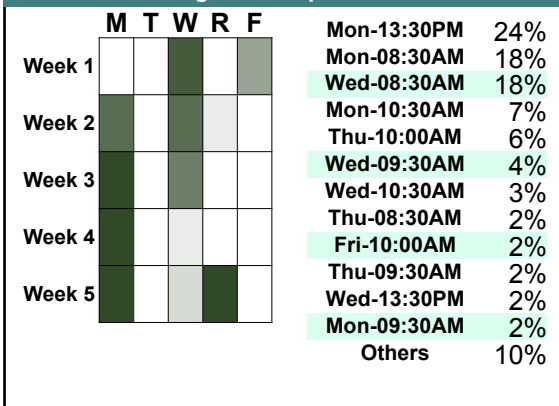 M T W R F
Week 1
Week 2
Week 3
Week 4
Week 5
Mon-13:30PM 24%
Mon-08:30AM 18%
Wed-08:30AM 18%
Mon-10:30AM 7%
Thu-10:00AM 6%
Wed-09:30AM 4%
Wed-10:30AM 3%
Thu-08:30AM 2%
Fri-10:00AM 2%
Thu-09:30AM 2%
Wed-13:30PM 2%
Mon-09:30AM 2%
Others 10%